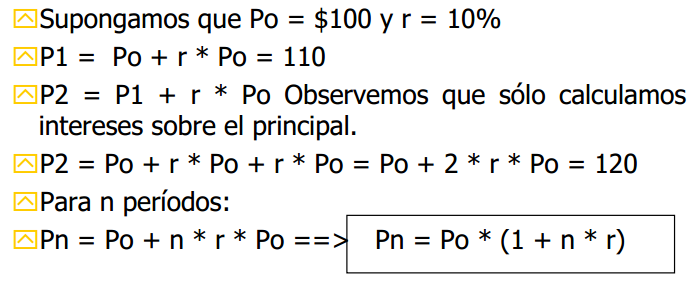 Supongamos que Po = $100 y r = 10%
P1 = Po + r * Po = 110
P2 = P1 + r * Po Observemos que sólo calculamos
intereses sobre el principal.
P2 = Po + r * Po + r * Po = Po + 2 * r * Po = 120
Para n períodos:
Pn = Po + n * r * Po ==> Pn = Po * (1 + n * r)